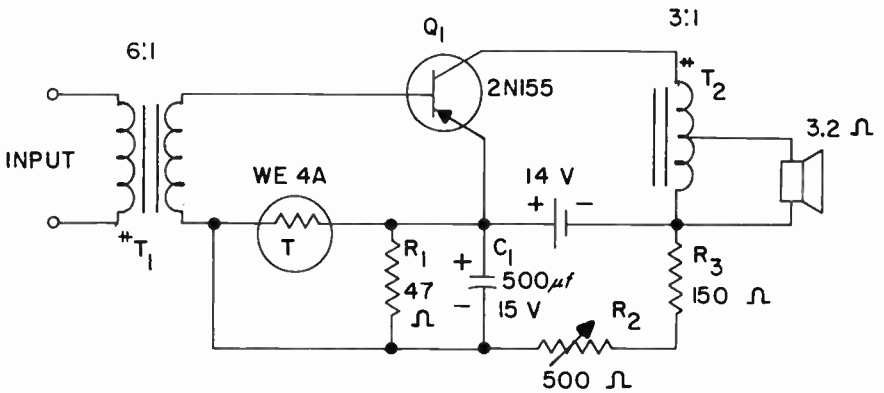 3:1
Q1
6:1
*T2
2N155
3.2 Ω
INPUT
WE 4A
14 V
+ -
T
*T1
R1
47
Ω
C1
+
500μf
-
15 V
R3
150 Ω
R2
500 Ω